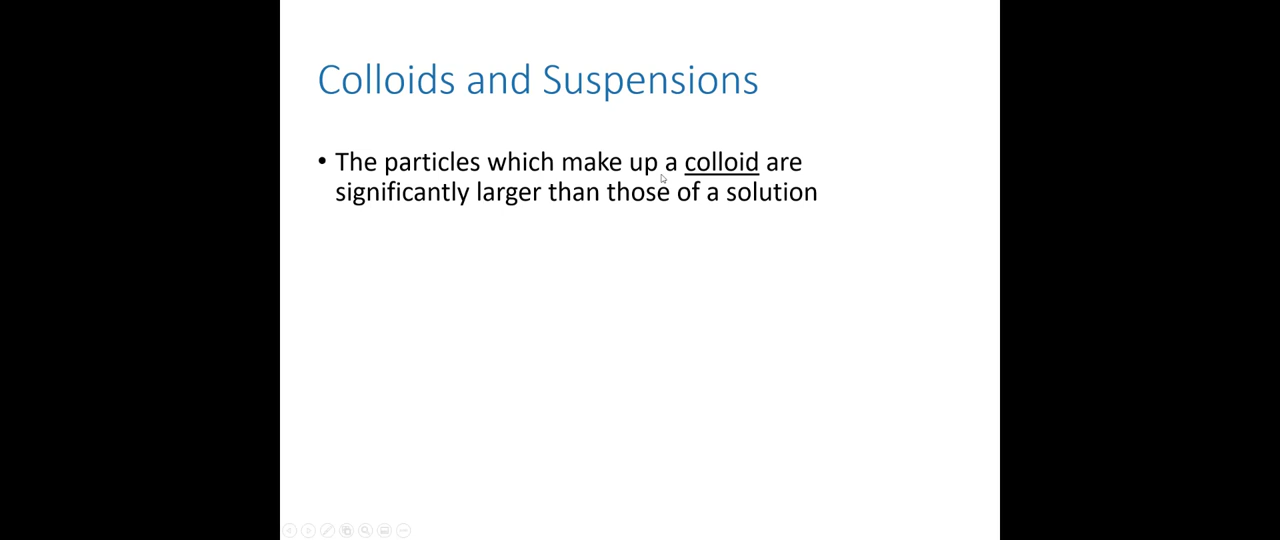 Colloids and Suspensions
• The particles which make up a colloid are
significantly larger than those of a solution